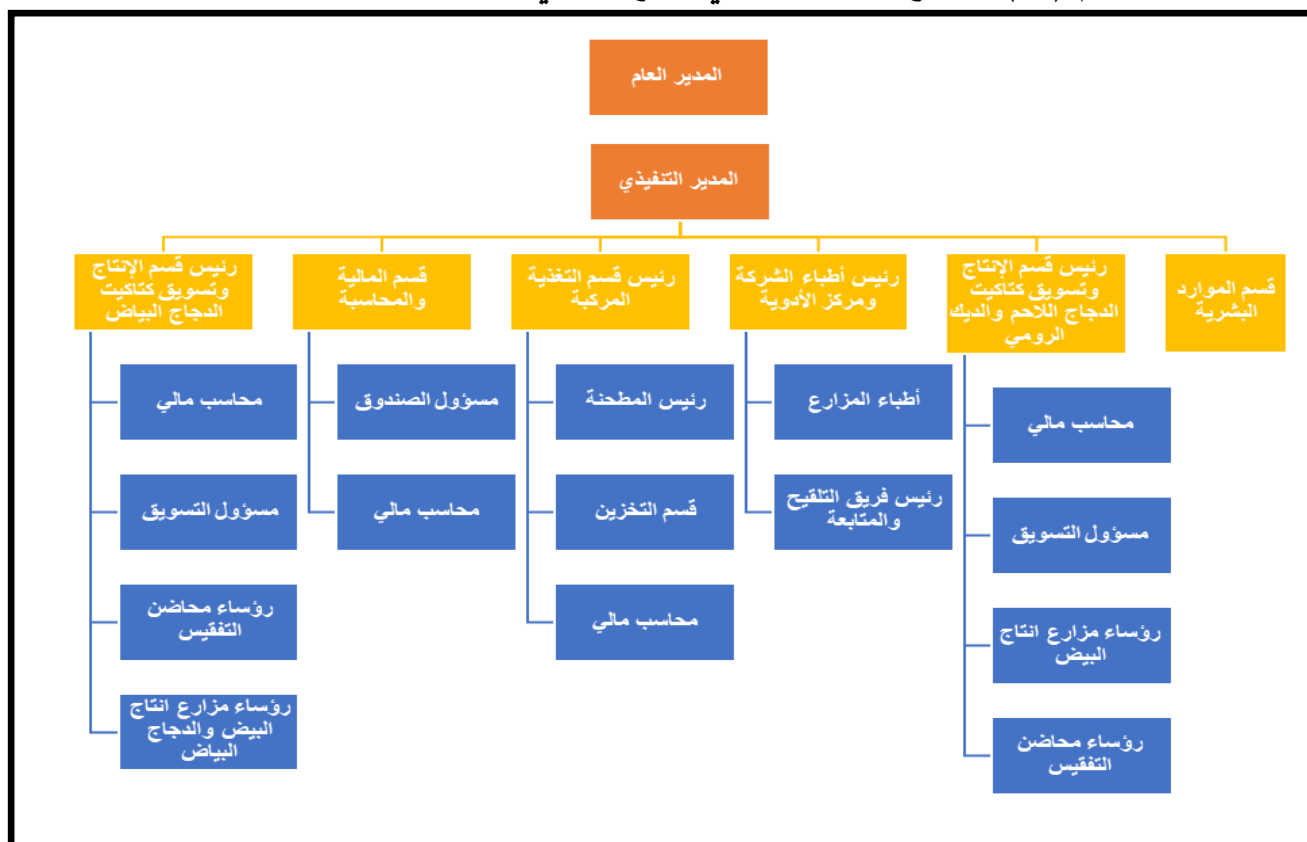 المدير العام
المدير التنفيذي
قسم الموارد
البشرية
رئيس قسم الإنتاج
وتسويق كتاكيت
الدجاج اللاحم والديك
الرومي
محاسب مالي
مسؤول التسويق
رؤساء مزارع انتاج
البيض
رؤساء محاضن
التفقيس
رئيس أطباء الشركة
ومركز الأدوية
أطباء المزارع
رئيس فريق التلقيح
والمتابعة
رئيس قسم التغذية
المركبة
رئيس المطحنة
قسم التخزين
محاسب مالي
قسم المالية
والمحاسبة
مسؤول الصندوق
محاسب مالي
رئيس قسم الإنتاج
وتسويق كتاكيت
الدجاج البياض
محاسب مالي
مسؤول التسويق
رؤساء محاضن
التفقيس
رؤساء مزارع انتاج
البيض والدجاج
البياض